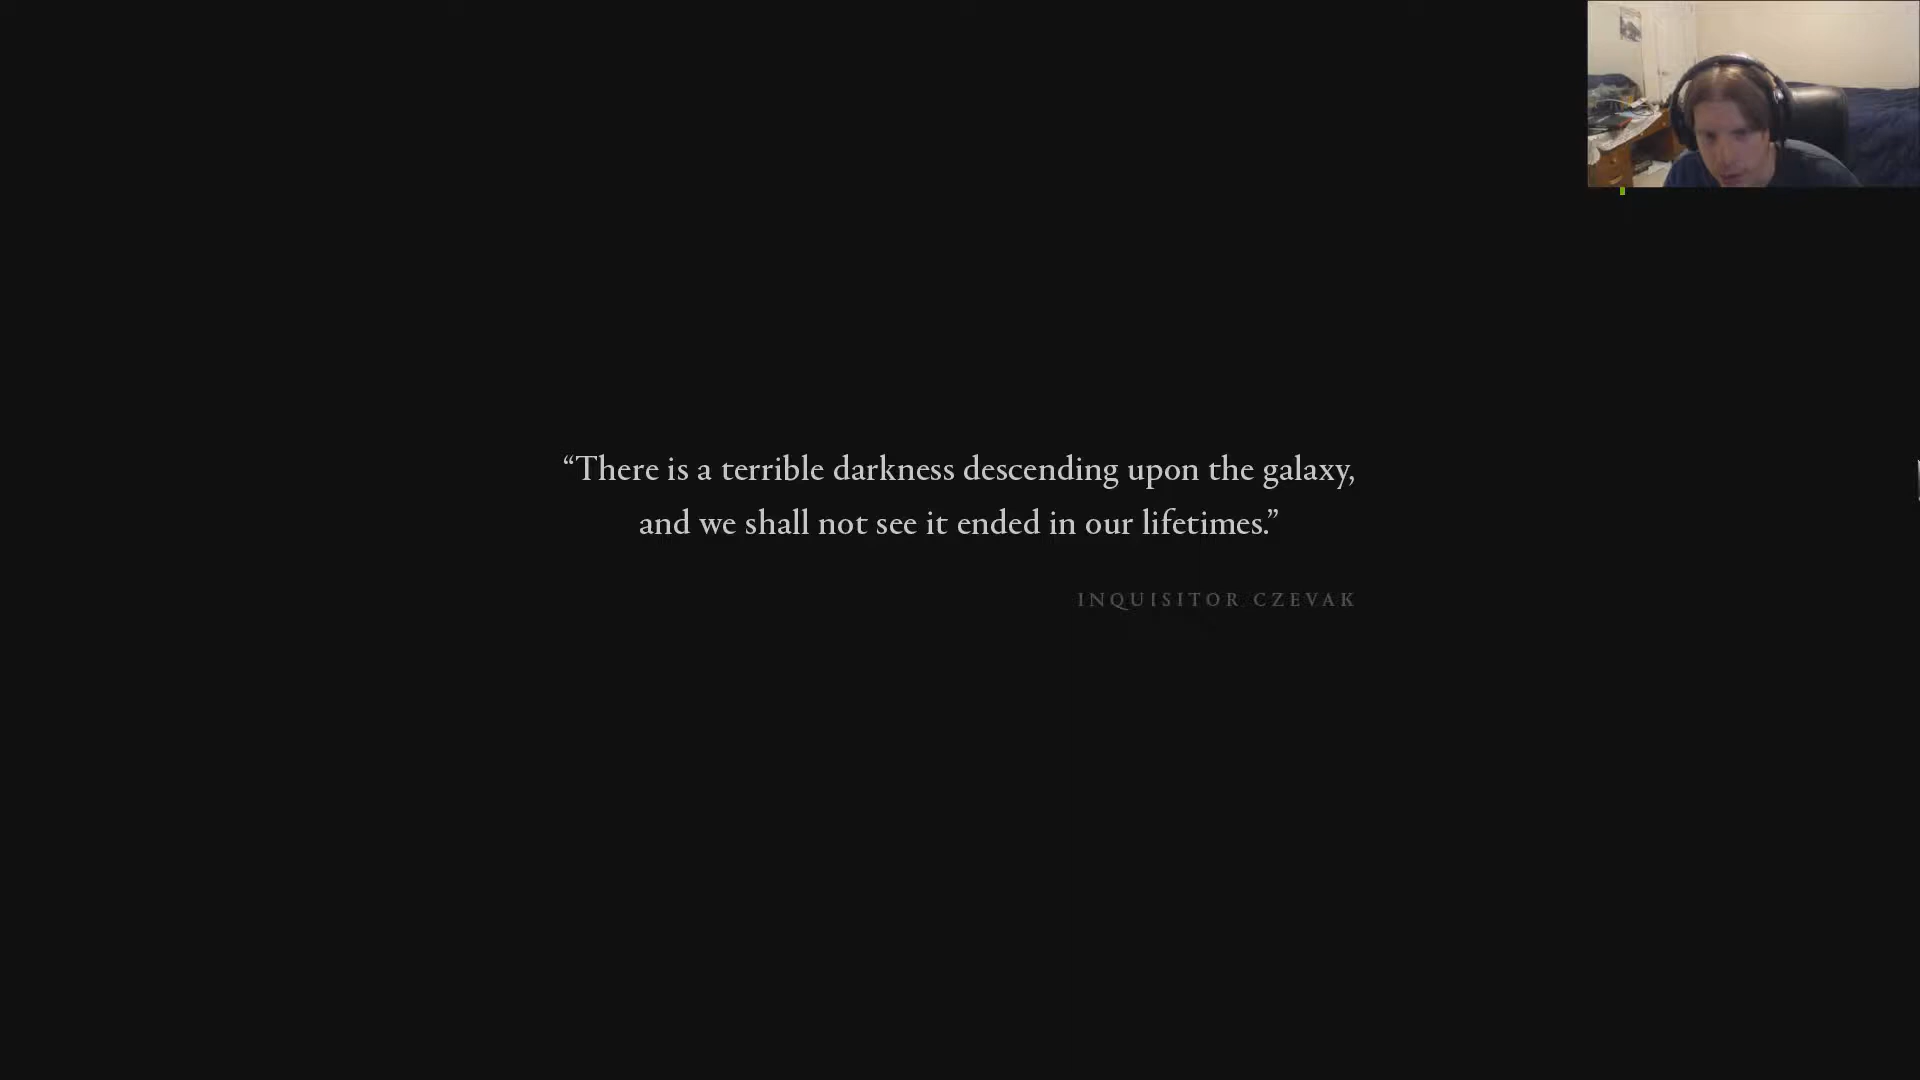 “There is a terrible darkness descending upon the galaxy,
and we shall not see it ended in our lifetimes.”
INQUISITOR CZEVAK